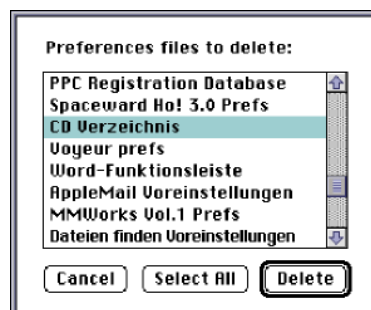 Preferences files to delete:
PPC Registration Database
Spaceward Ho! 3.0 Prefs
CD Verzeichnis
Voyeur prefs
Word-Funktionsleiste
AppleMail Voreinstellungen
MMWorks Vol.1 Prefs
Dateien finden Voreinstellungen
Cancel Select All Delete